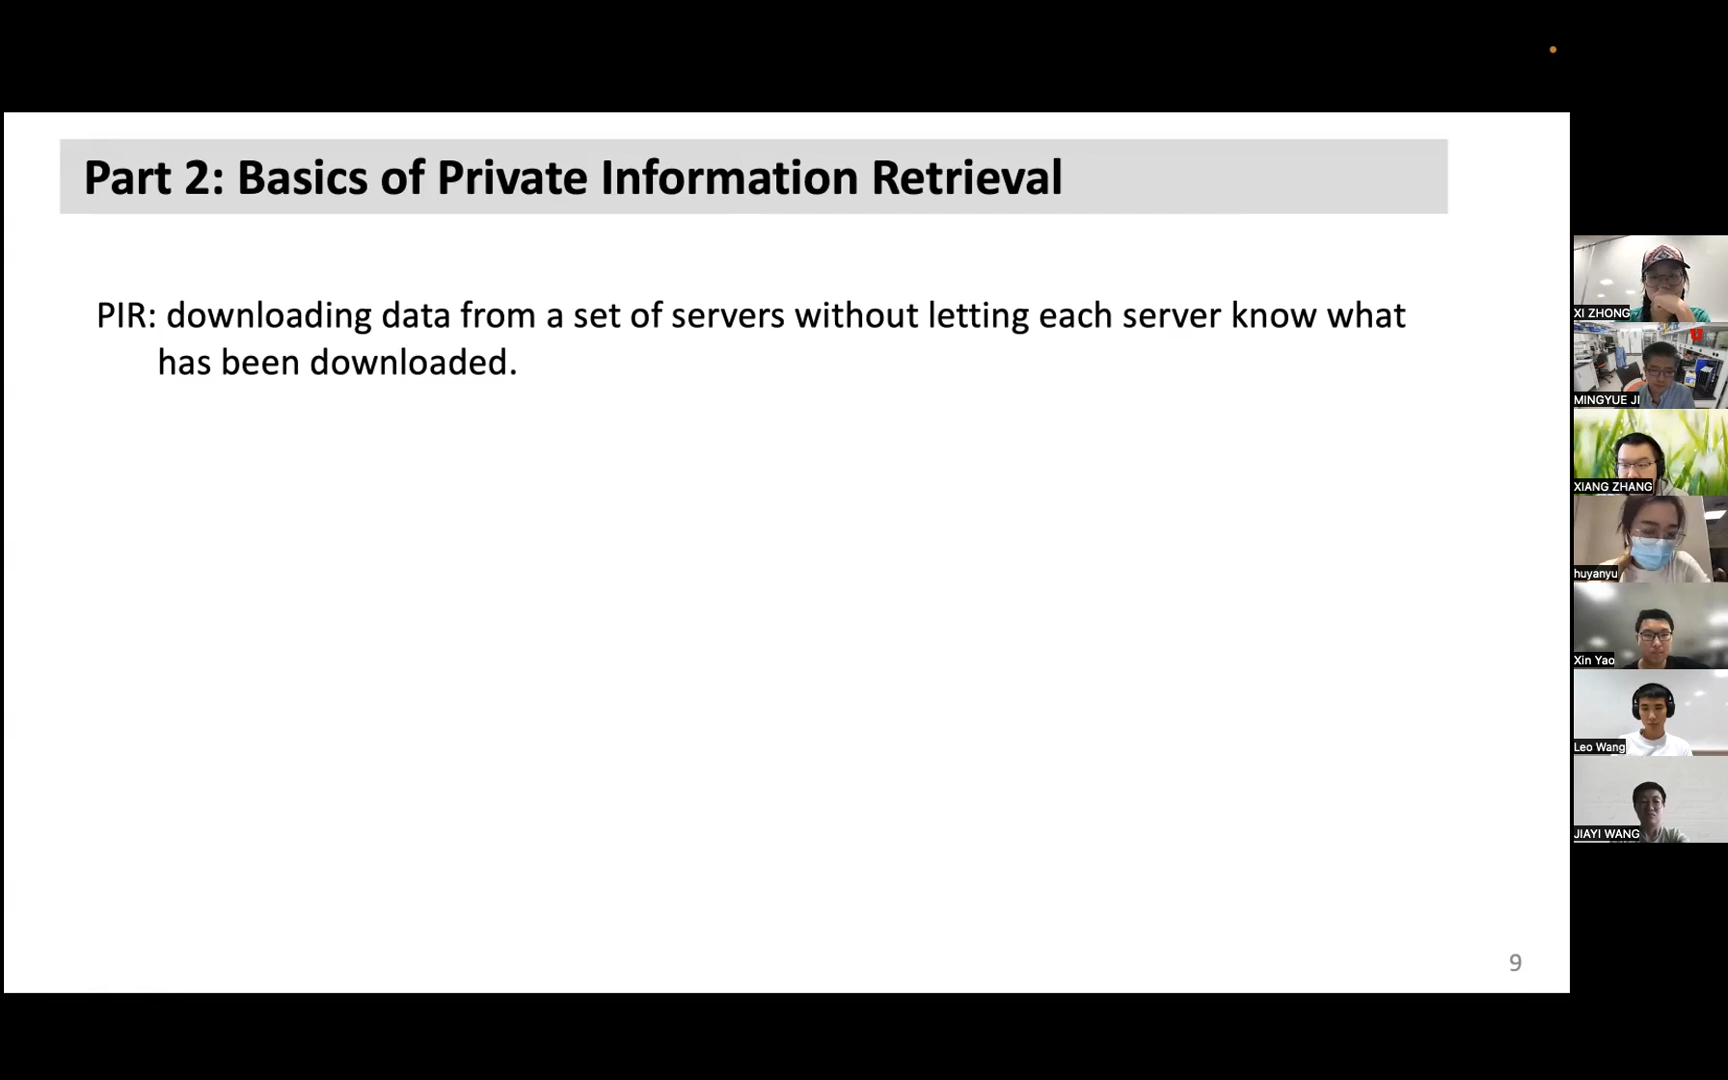 Part 2: Basics of Private Information Retrieval
PIR: downloading data from a set of servers without letting each server know what
has been downloaded.
9
XI ZHONG
MINGYUE JI
XIANG ZHANG
huyanyu
Xin Yao
Leo Wang
JIAYI WANG